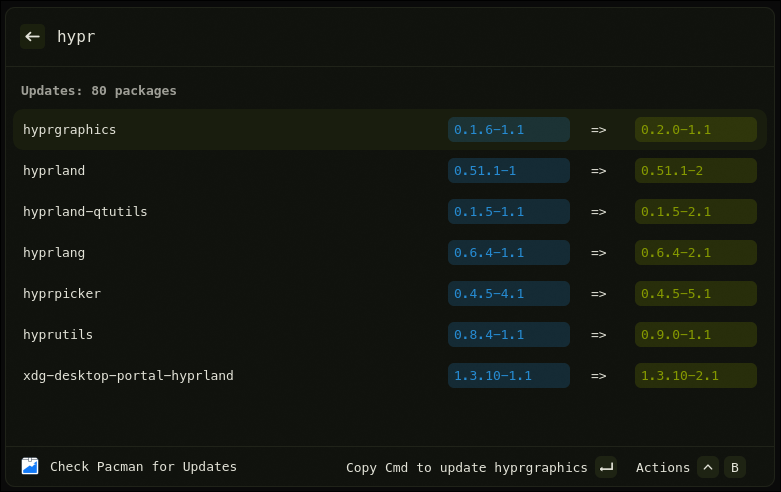 hypr
Updates: 80 packages
hyprgraphics 0.1.6-1.1 => 0.2.0-1.1
hyprland 0.51.1-1 => 0.51.1-2
hyprland-qtutils 0.1.5-1.1 => 0.1.5-2.1
hyprlang 0.6.4-1.1 => 0.6.4-2.1
hyprpicker 0.4.5-4.1 => 0.4.5-5.1
hyprutils 0.8.4-1.1 => 0.9.0-1.1
xdg-desktop-portal-hyprland 1.3.10-1.1 => 1.3.10-2.1
Check Pacman for Updates Copy Cmd to update hyprgraphics Actions B